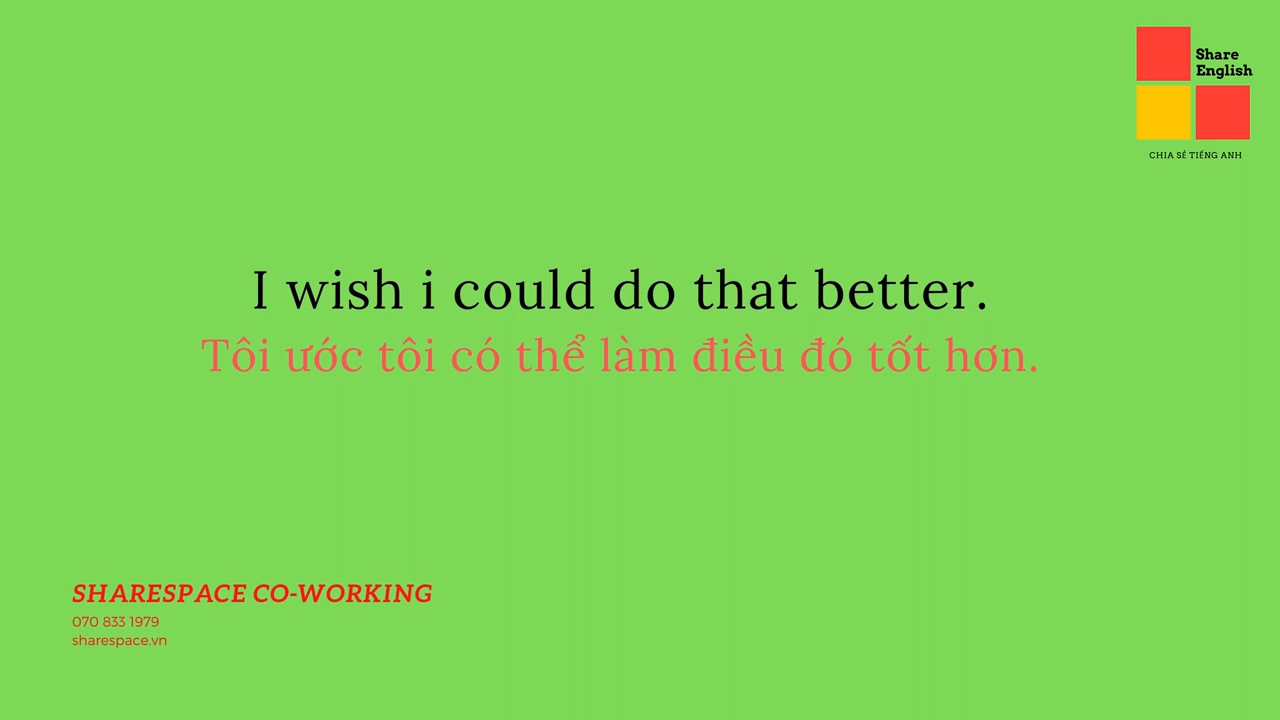 Share
English
CHIA SẺ TIẾNG ANH
I wish i could do that better.
Tôi ước tôi có thể làm điều đó tốt hơn.
SHARESPACE CO-WORKING
070 833 1979
sharespace.vn